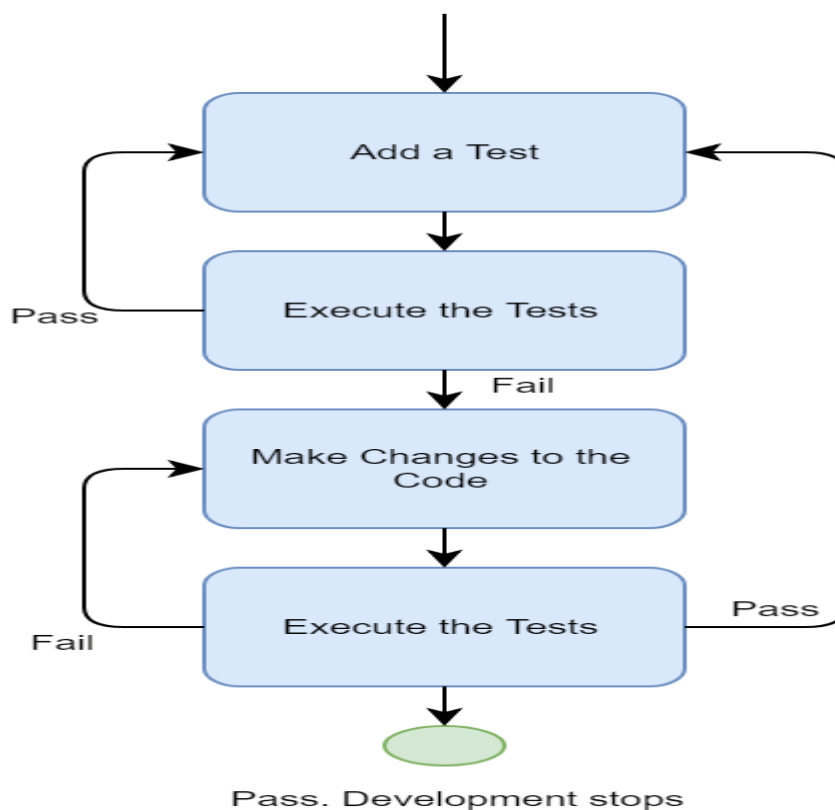 Add a Test
Execute the Tests
Pass
Fail
Make Changes to the
Code
Execute the Tests
Pass
Fail
Pass. Development stops